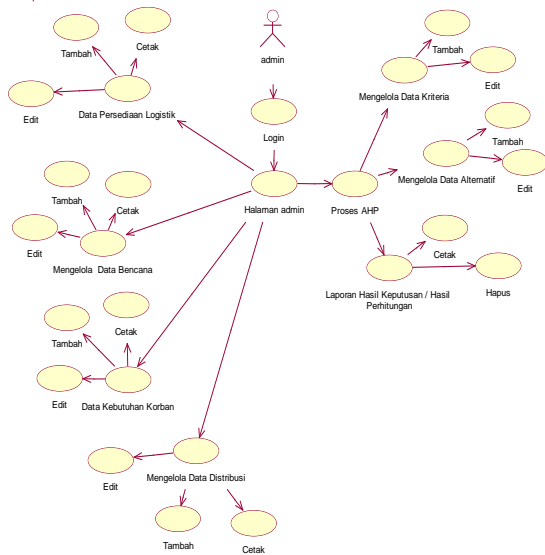 Tambah
Cetak
Edit
Data Persediaan Logistik
admin
Login
Tambah
Edit
Mengelola Data Kriteria
Tambah
Edit
Mengelola Data Alternatif
Tambah
Cetak
Edit
Mengelola Data Bencana
Halaman admin
Proses AHP
Cetak
Hapus
Laporan Hasil Keputusan / Hasil
Perhitungan
Tambah
Cetak
Edit
Data Kebutuhan Korban
Mengelola Data Distribusi
Edit
Tambah
Cetak